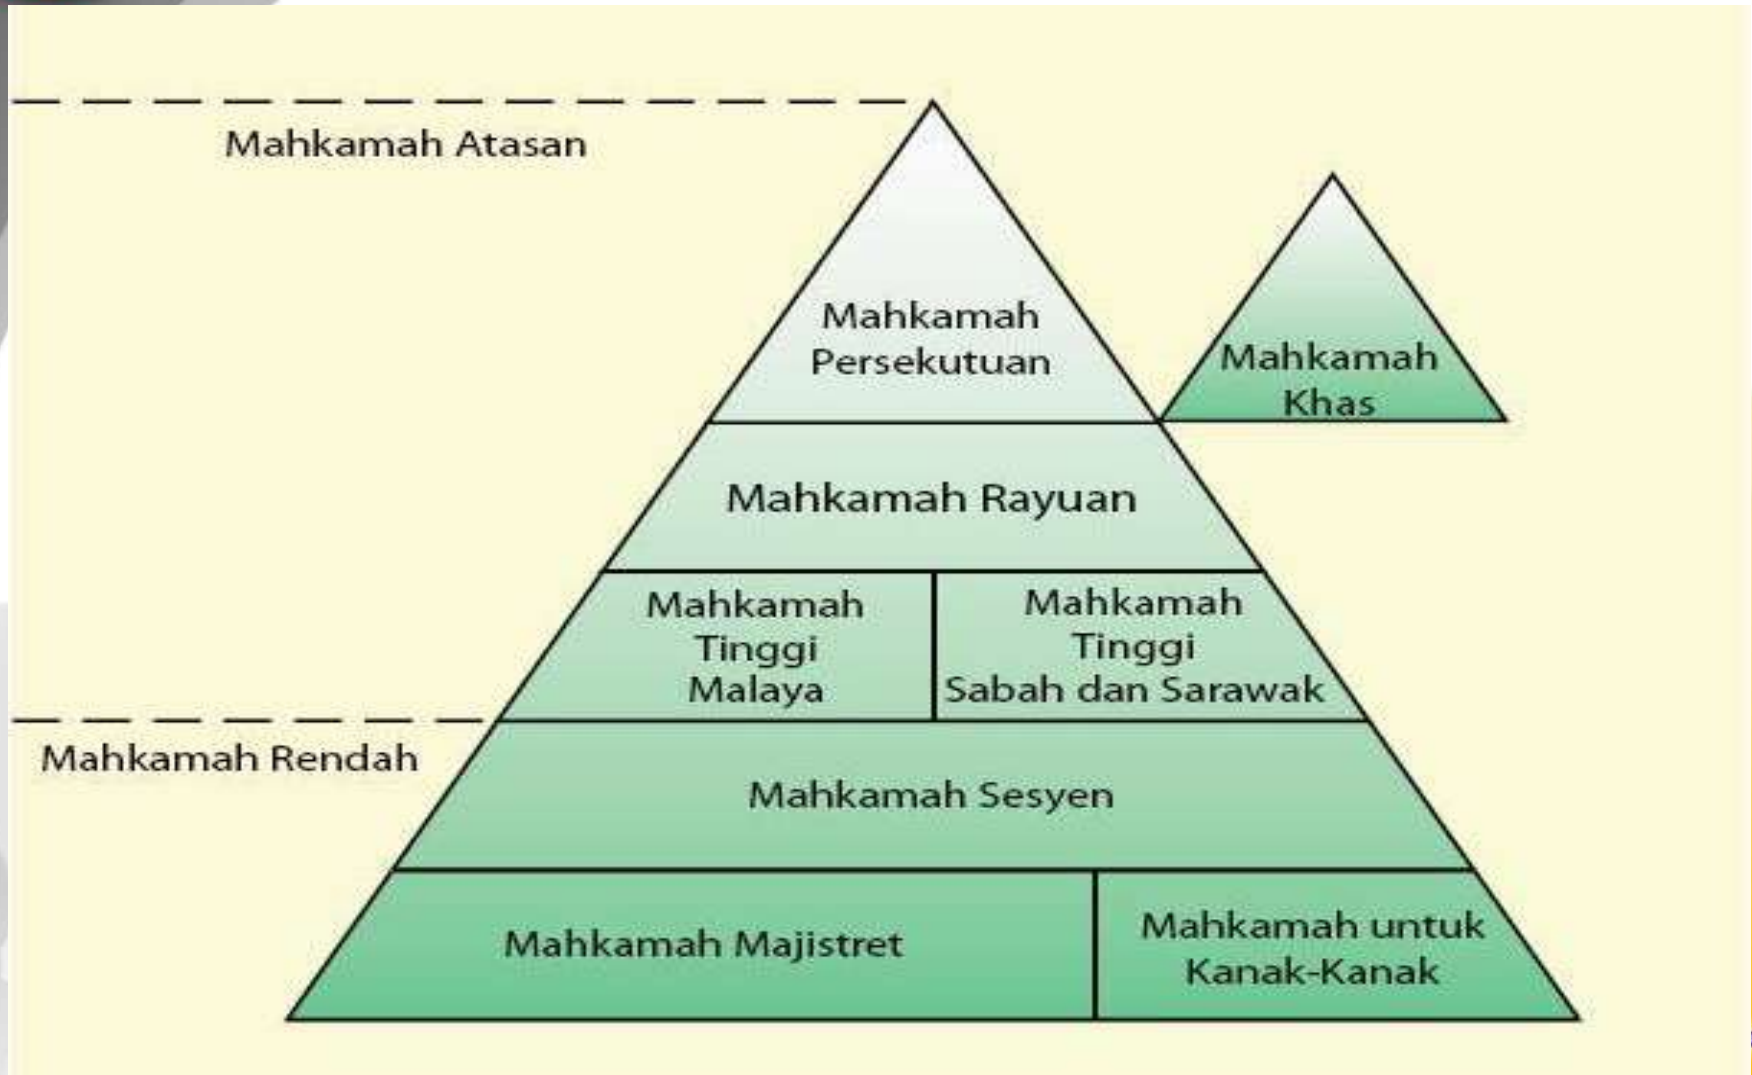 Mahkamah Atasan
Mahkamah
Persekutuan
Mahkamah
Khas
Mahkamah Rayuan
Mahkamah
Tinggi
Malaya
Mahkamah
Tinggi
Sabah dan Sarawak
Mahkamah Rendah
Mahkamah Sesyen
Mahkamah Majistret
Mahkamah untuk
Kanak-Kanak